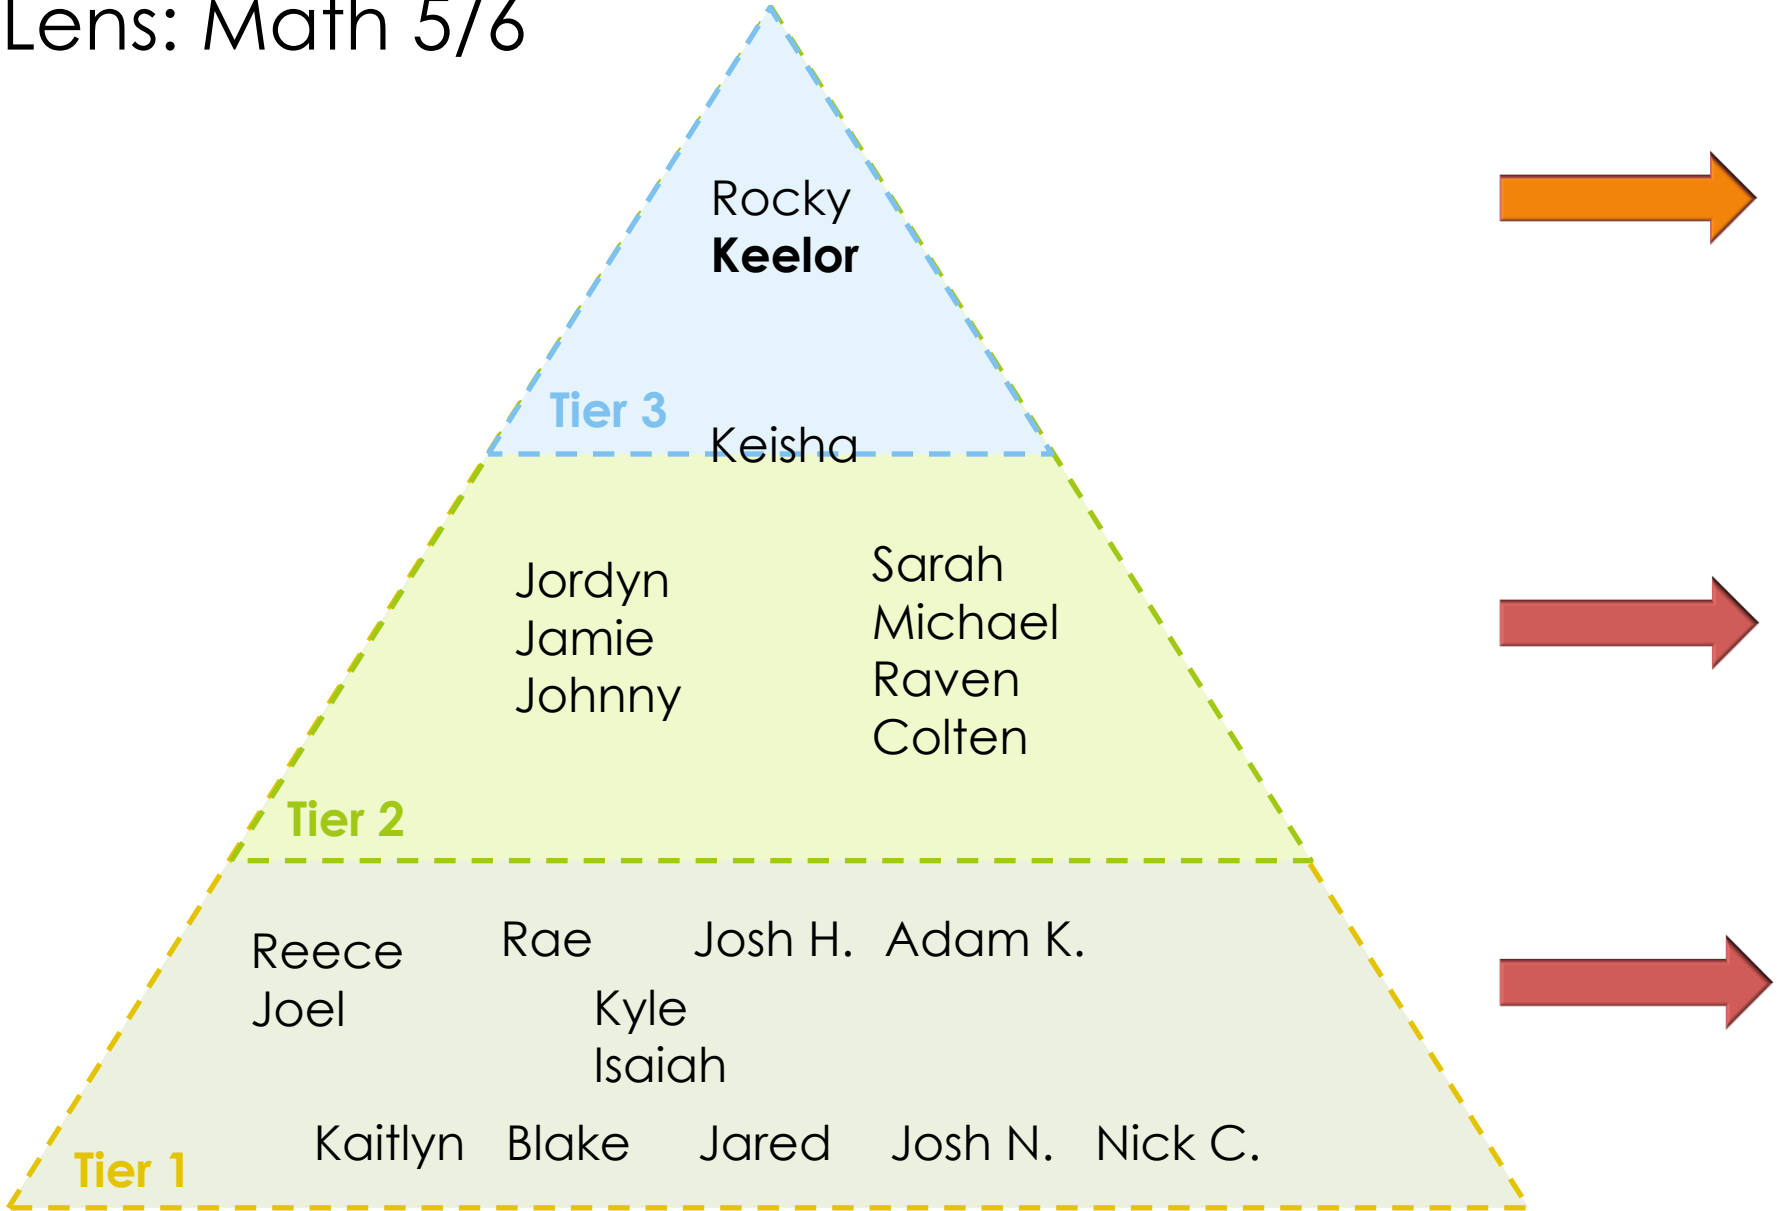 Lens: Math 5/6
Rocky
Keelor
Tier 3
Keisha
Jordyn
Jamie
Johnny
Sarah
Michael
Raven
Colten
Tier 2
Reece
Joel
Rae
Josh H.
Adam K.
Kyle
Isaiah
Kaitlyn
Blake
Jared
Josh N.
Nick C.
Tier 1